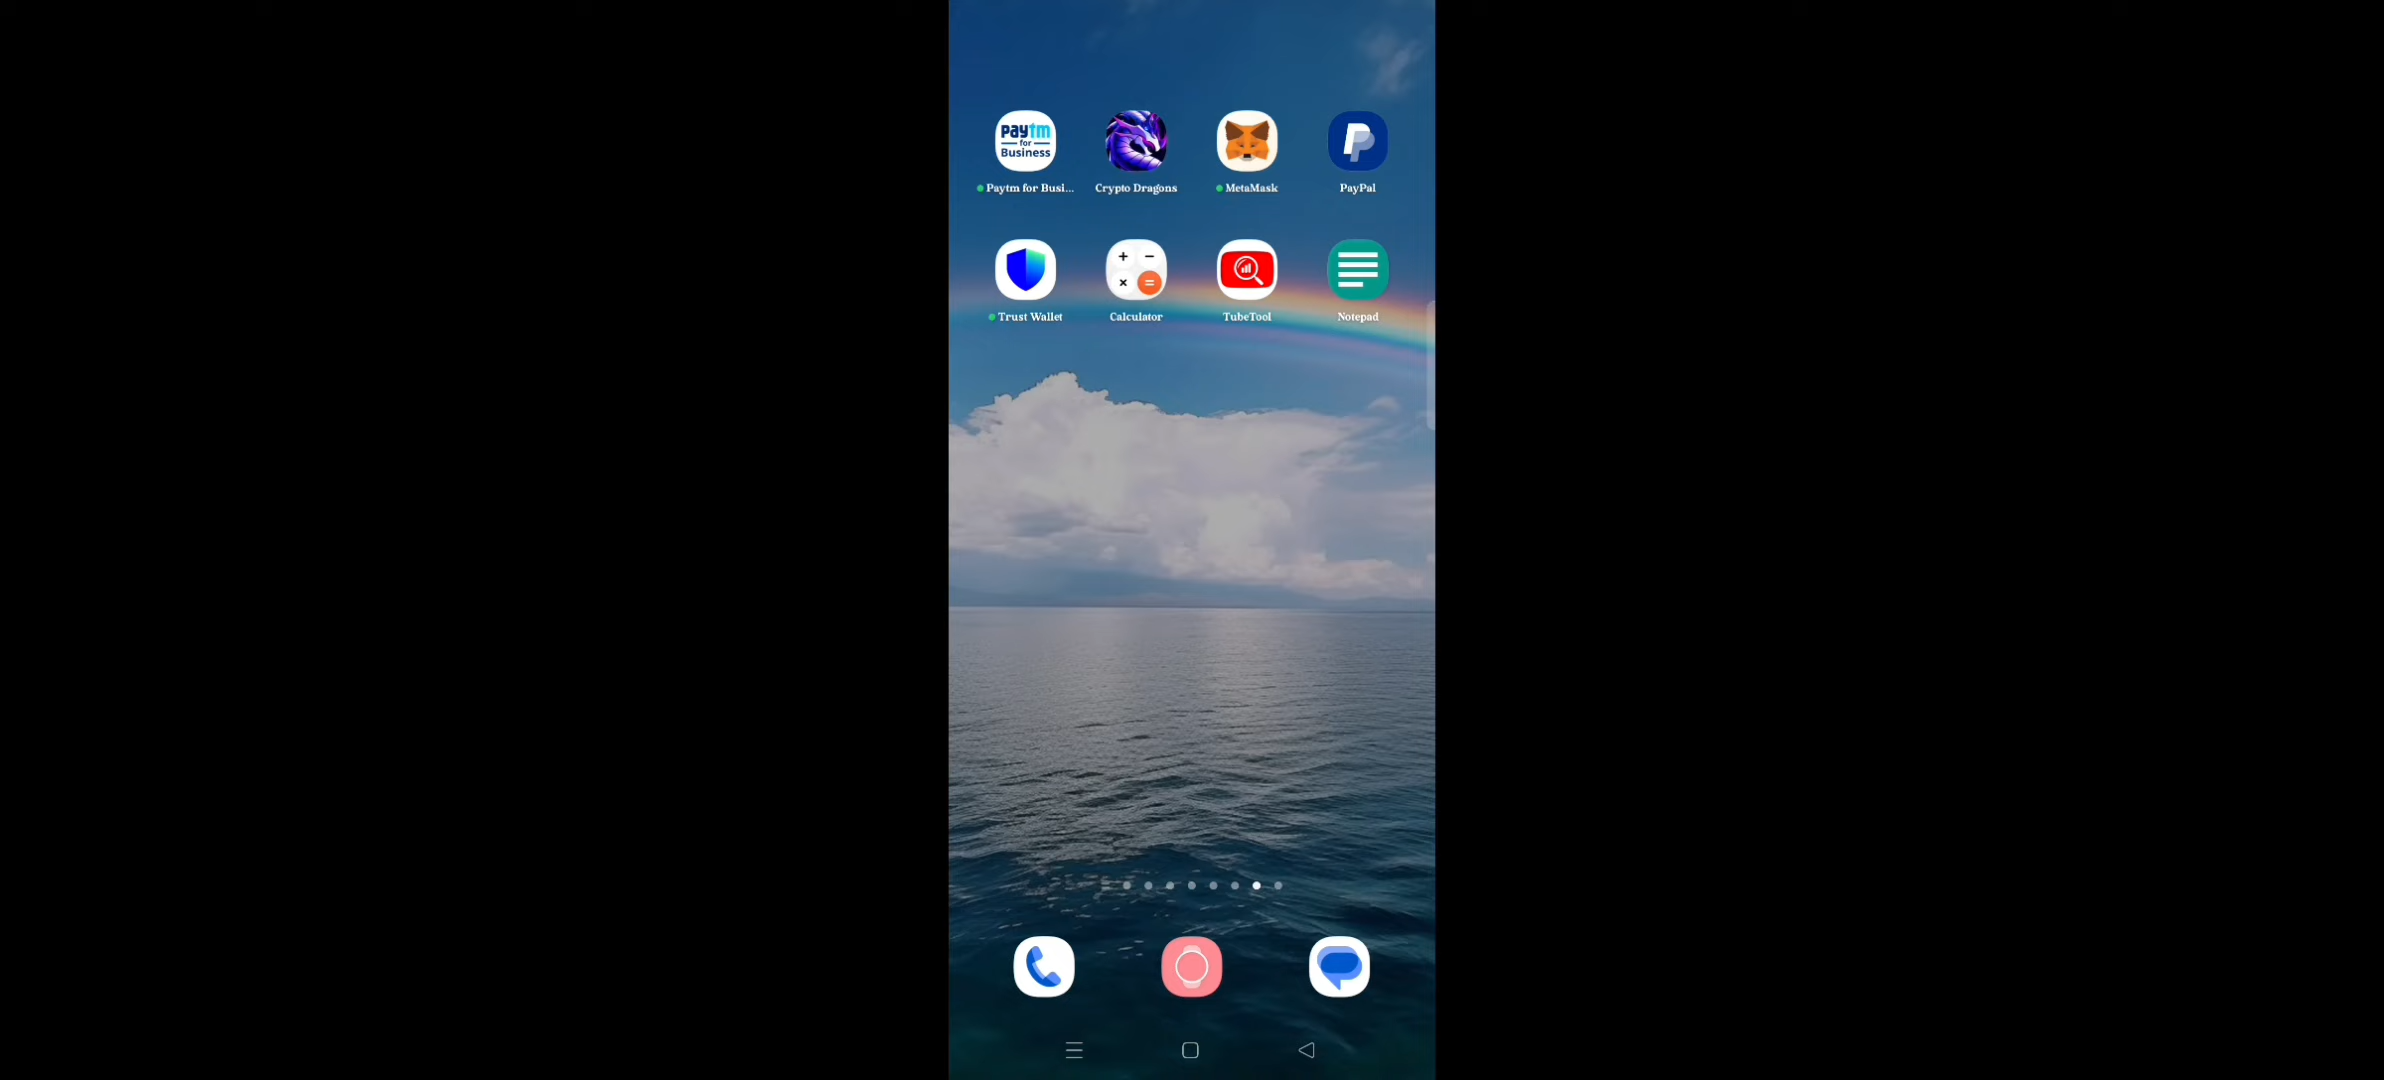 paytm
for
Business
Paytm for Busi...
Crypto Dragons
MetaMask
PayPal
Trust Wallet
Calculator
TubeTool
Notepad